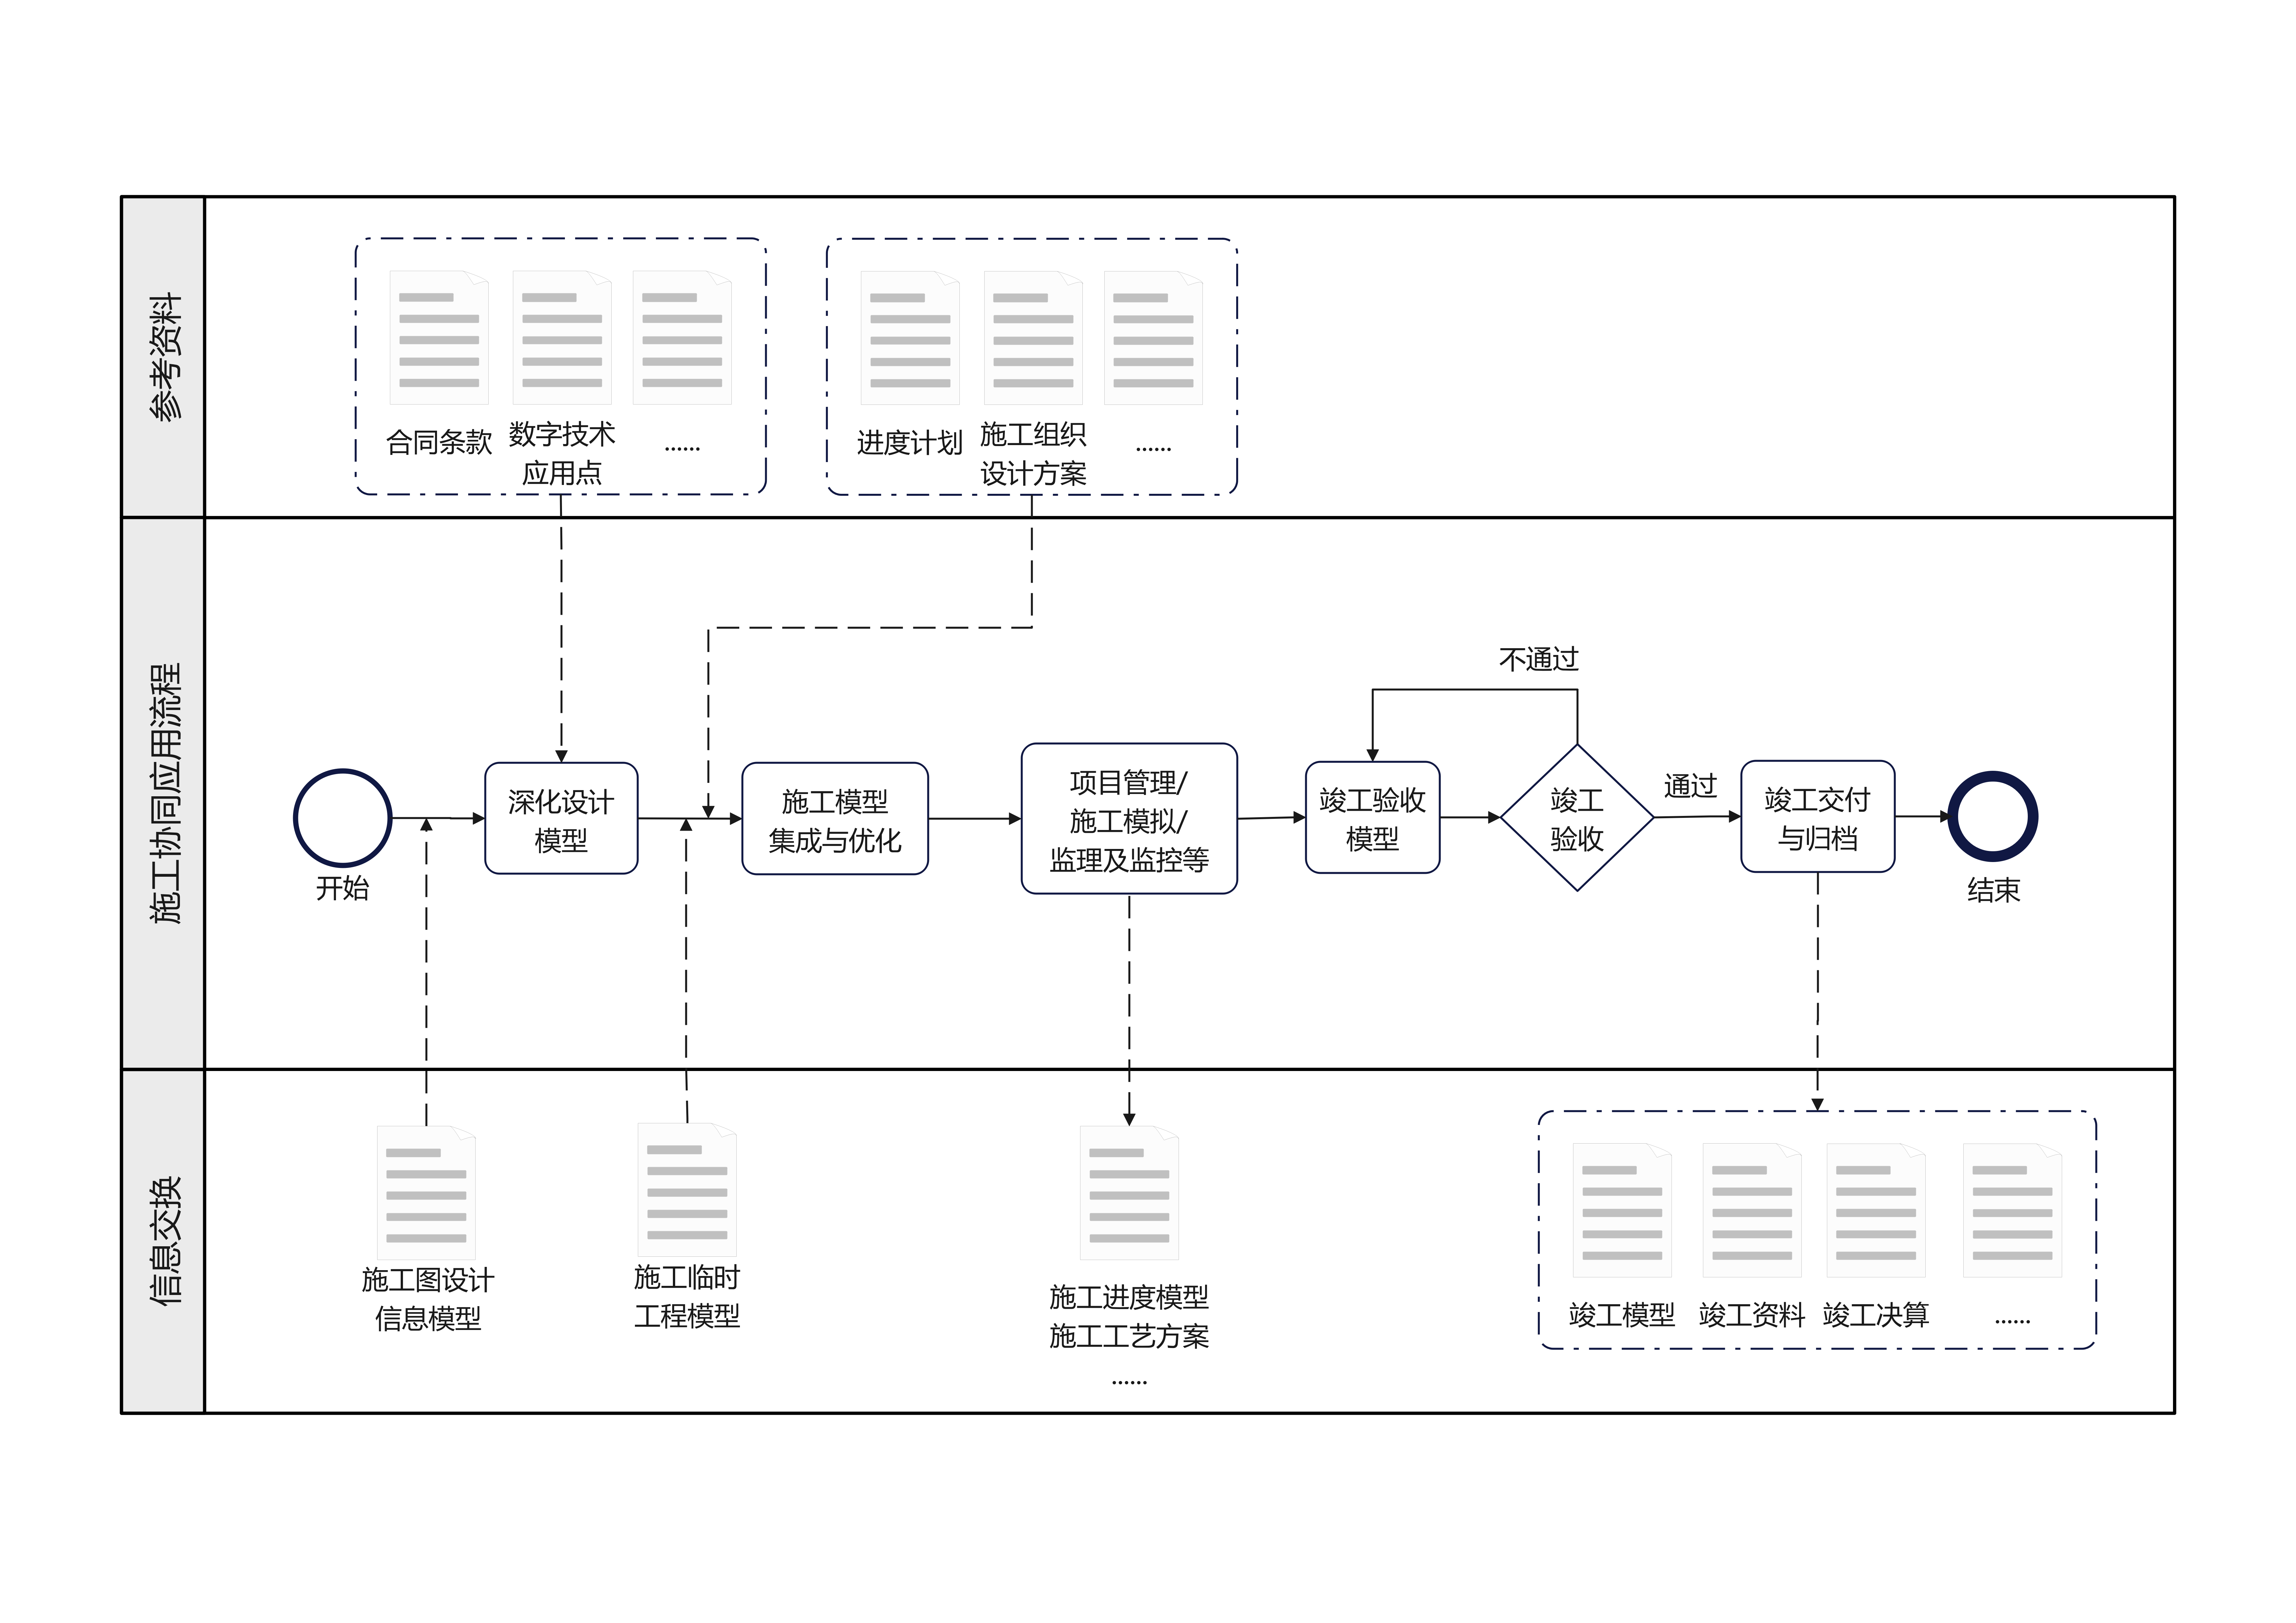 参考资料
合同条款
数字技术
应用点
......
进度计划
施工组织
设计方案
......
施工协同应用流程
开始
深化设计
模型
施工模型
集成与优化
项目管理/
施工模拟/
监理及监控等
竣工验收
模型
不通过
竣工
验收
通过
竣工交付
与归档
结束
信息交换
施工图设计
信息模型
施工临时
工程模型
施工进度模型
施工工艺方案
......
竣工模型
竣工资料
竣工决算
......